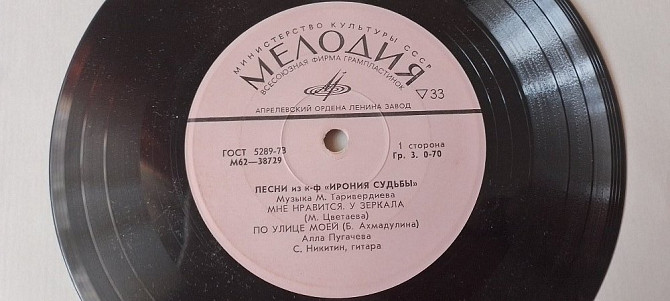 МИНИСТЕРСТВО КУЛЬТУРЫ СССР
МЕЛОДИЯ
ВСЕСОЮЗНАЯ ФИРМА ГРАМПЛАСТИНОК
▽33
АПРЕЛЕВСКИЙ ОРДЕНА ЛЕНИНА ЗАВОД
ГОСТ 5289-73
М62—38729
1 сторона
Гр. 3. 0-70
ПЕСНИ из к-ф «ИРОНИЯ СУДЬБЫ»
Музыка М. Таривердиева
МНЕ НРАВИТСЯ. У ЗЕРКАЛА
(М. Цветаева)
ПО УЛИЦЕ МОЕЙ (Б. Ахмадулина)
Алла Пугачева
С. Никитин, гитара